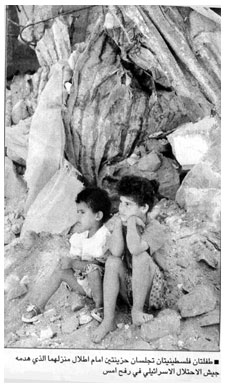 ■ طفلتان فلسطينيتان تجلسان حزينتين امام اطلال منزلهما الذي هدمه
جيش الاحتلال الاسرائيلي في رفح امس